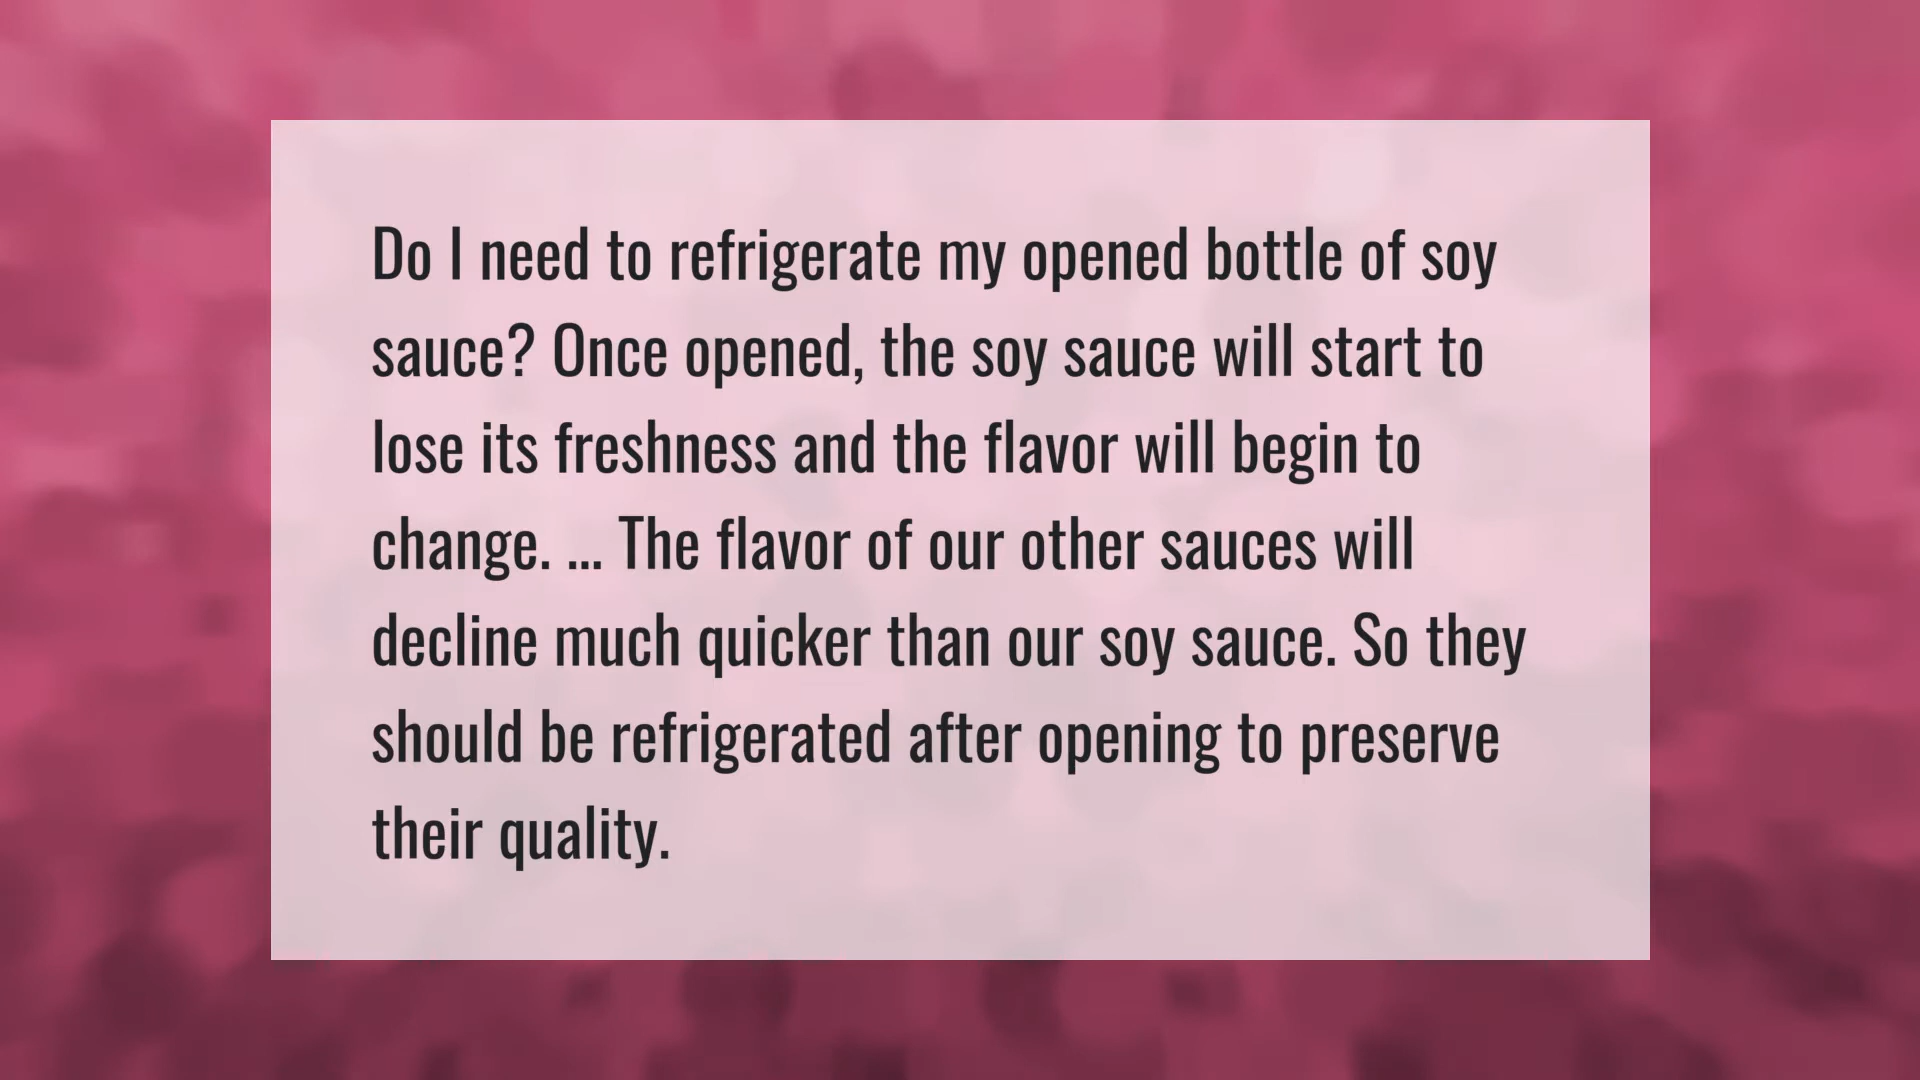 Do I need to refrigerate my opened bottle of soy
sauce? Once opened, the soy sauce will start to
lose its freshness and the flavor will begin to
change. ... The flavor of our other sauces will
decline much quicker than our soy sauce. So they
should be refrigerated after opening to preserve
their quality.